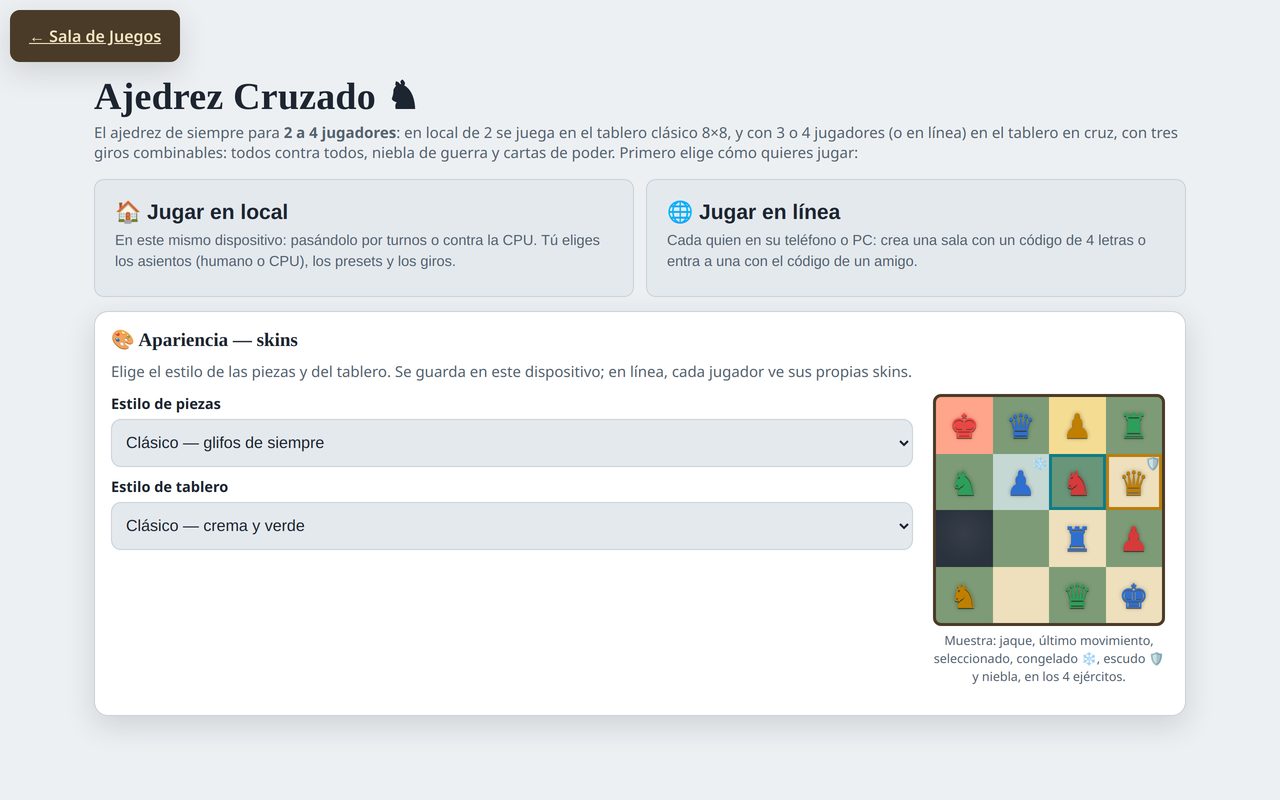 ← Sala de Juegos
Ajedrez Cruzado ♞
El ajedrez de siempre para 2 a 4 jugadores: en local de 2 se juega en el tablero clásico 8×8, y con 3 o 4 jugadores (o en línea) en el tablero en cruz, con tres
giros combinables: todos contra todos, niebla de guerra y cartas de poder. Primero elige cómo quieres jugar:
🏠 Jugar en local
En este mismo dispositivo: pasándolo por turnos o contra la CPU. Tú eliges
los asientos (humano o CPU), los presets y los giros.
🌐 Jugar en línea
Cada quien en su teléfono o PC: crea una sala con un código de 4 letras o
entra a una con el código de un amigo.
🎨 Apariencia — skins
Elige el estilo de las piezas y del tablero. Se guarda en este dispositivo; en línea, cada jugador ve sus propias skins.
Estilo de piezas
Clásico — glifos de siempre
Estilo de tablero
Clásico — crema y verde
Muestra: jaque, último movimiento,
seleccionado, congelado ❄️, escudo 🛡️
y niebla, en los 4 ejércitos.